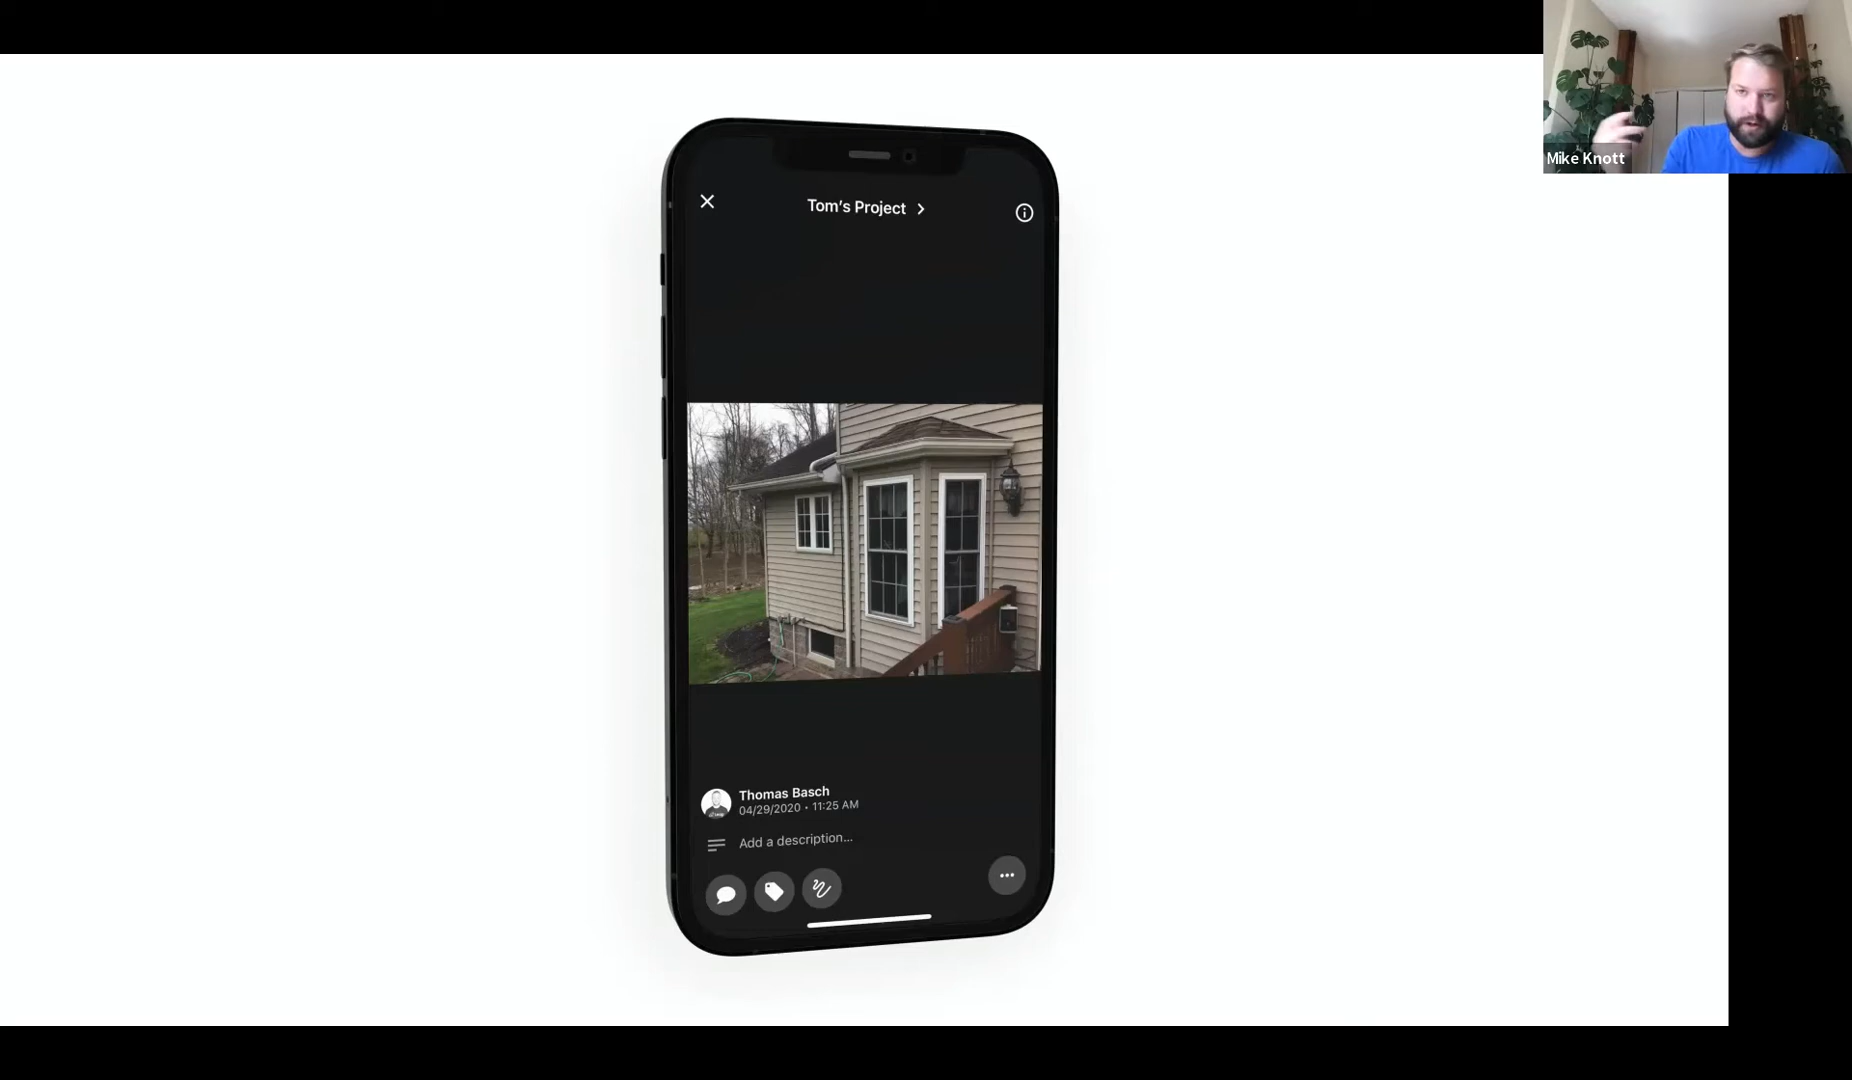 Mike Knott
Tom's Project
Thomas Basch
04/29/2020 • 11:25 AM
Add a description...